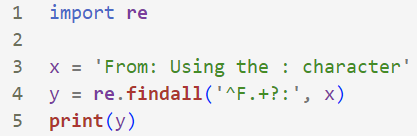 1 import re
2
3 x = 'From: Using the : character'
4 y = re.findall('^F.+?:', x)
5 print(y)